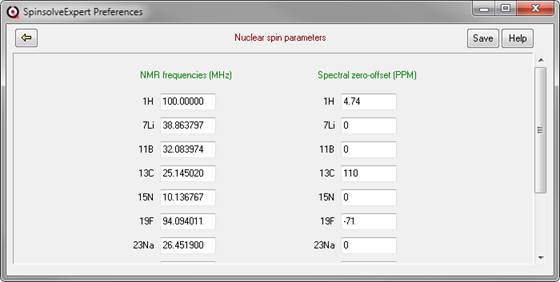 SpinsolveExpert Preferences
Nuclear spin parameters
Save Help
NMR frequencies (MHz) Spectral zero-offset (PPM)
1H 100.00000 1H 4.74
7Li 38.863797 7Li 0
11B 32.083974 11B 0
13C 25.145020 13C 110
15N 10.136767 15N 0
19F 94.094011 19F -71
23Na 26.451900 23Na 0